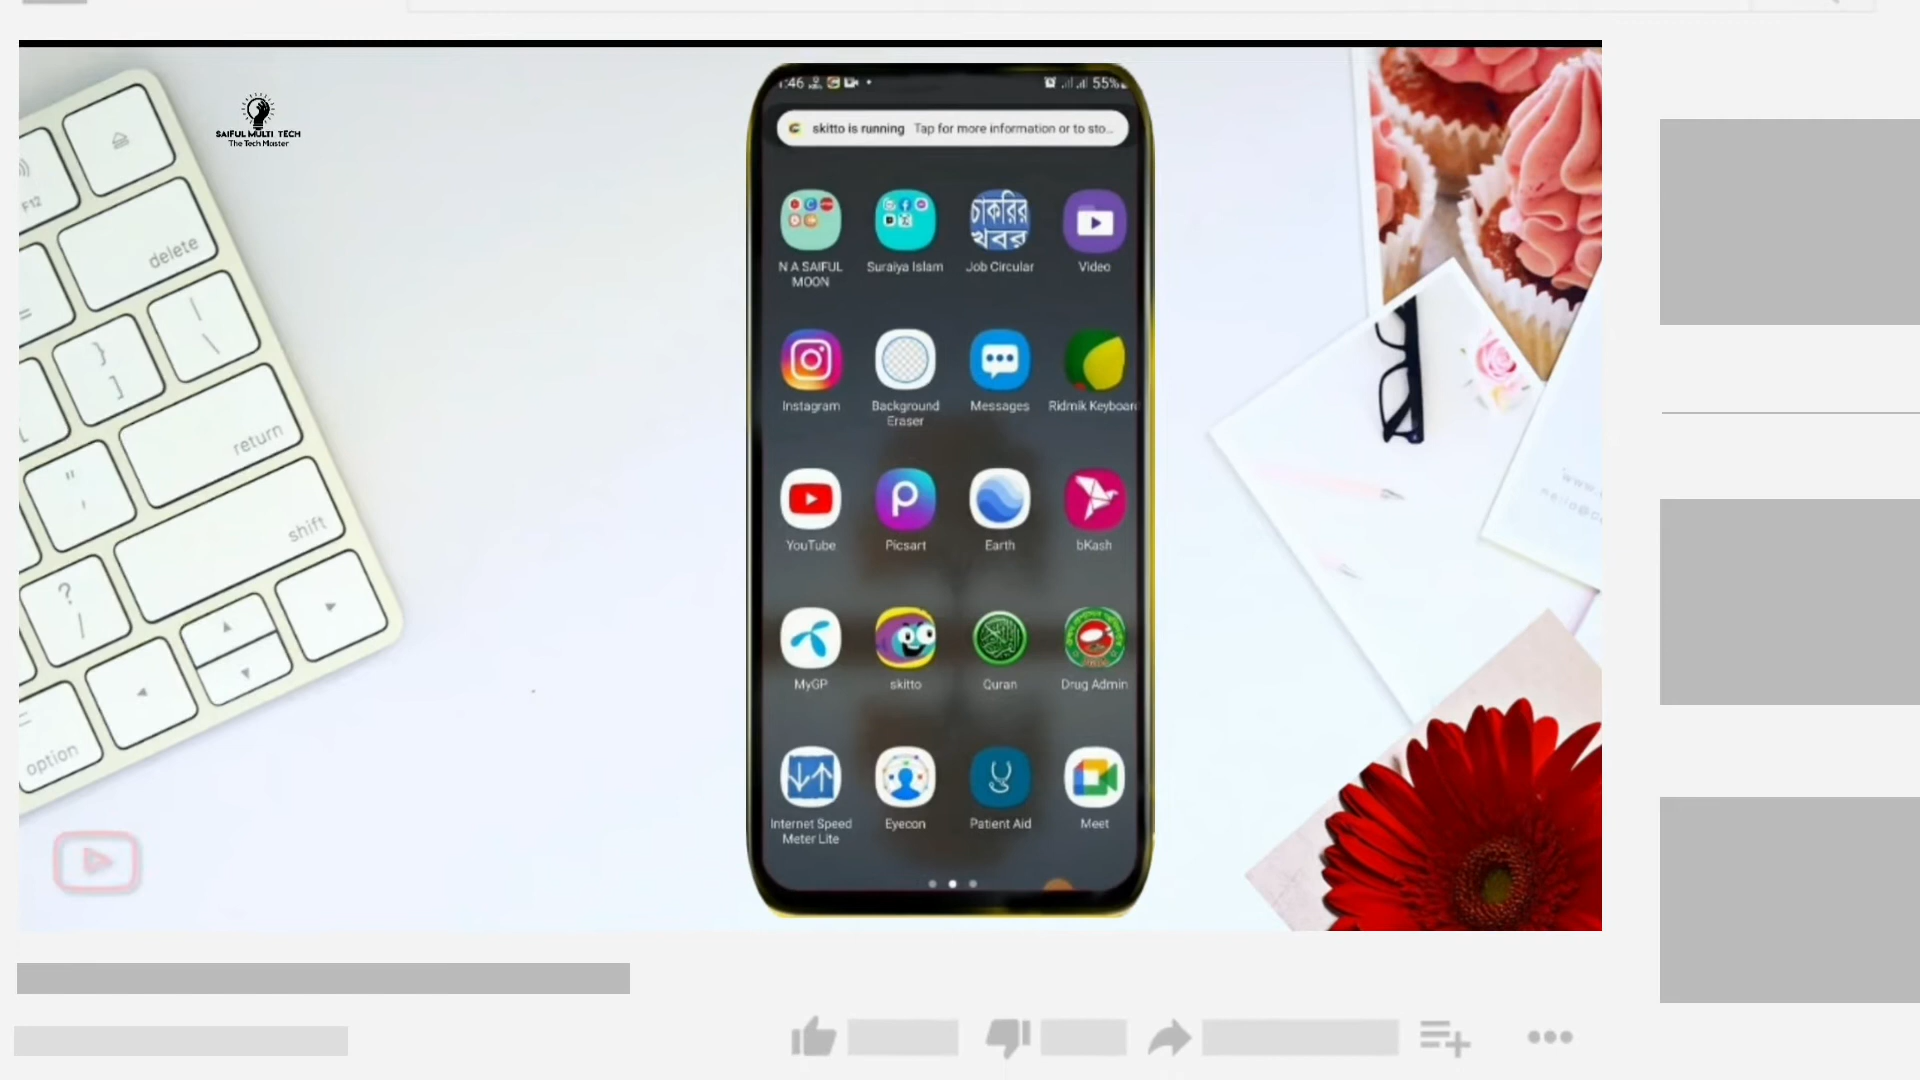 SAIFUL MULTI TECH
The Tech Master
:46
55%
skitto is running Tap for more information or to sto...
চাকরির
খবর
N A SAIFUL
MOON
Suraiya Islam
Job Circular
Video
Instagram
Background
Eraser
Messages
Ridmik Keyboard
YouTube
Picsart
Earth
bKash
MyGP
skitto
Quran
Drug Admin
Internet Speed
Meter Lite
Eyecon
Patient Aid
Meet
F12
delete
return
shift
option
www.